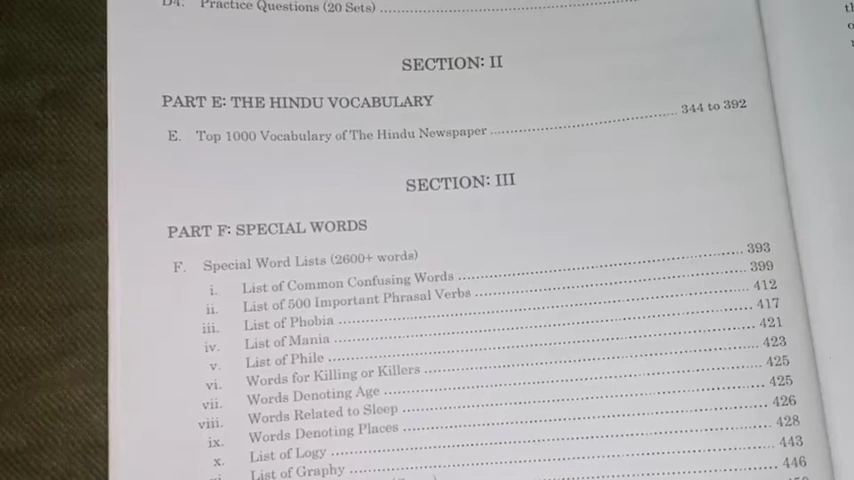 D4. Practice Questions (20 Sets)
SECTION: II
PART E: THE HINDU VOCABULARY
E. Top 1000 Vocabulary of The Hindu Newspaper ........ 344 to 392
SECTION: III
PART F: SPECIAL WORDS
F. Special Word Lists (2600+ words)
i. List of Common Confusing Words ........ 393
ii. List of 500 Important Phrasal Verbs ........ 399
iii. List of Phobia ........ 412
iv. List of Mania ........ 417
v. List of Phile ........ 421
vi. Words for Killing or Killers ........ 423
vii. Words Denoting Age ........ 425
viii. Words Related to Sleep ........ 425
ix. Words Denoting Places ........ 426
x. List of Logy ........ 428
List of Graphy ........ 443
446